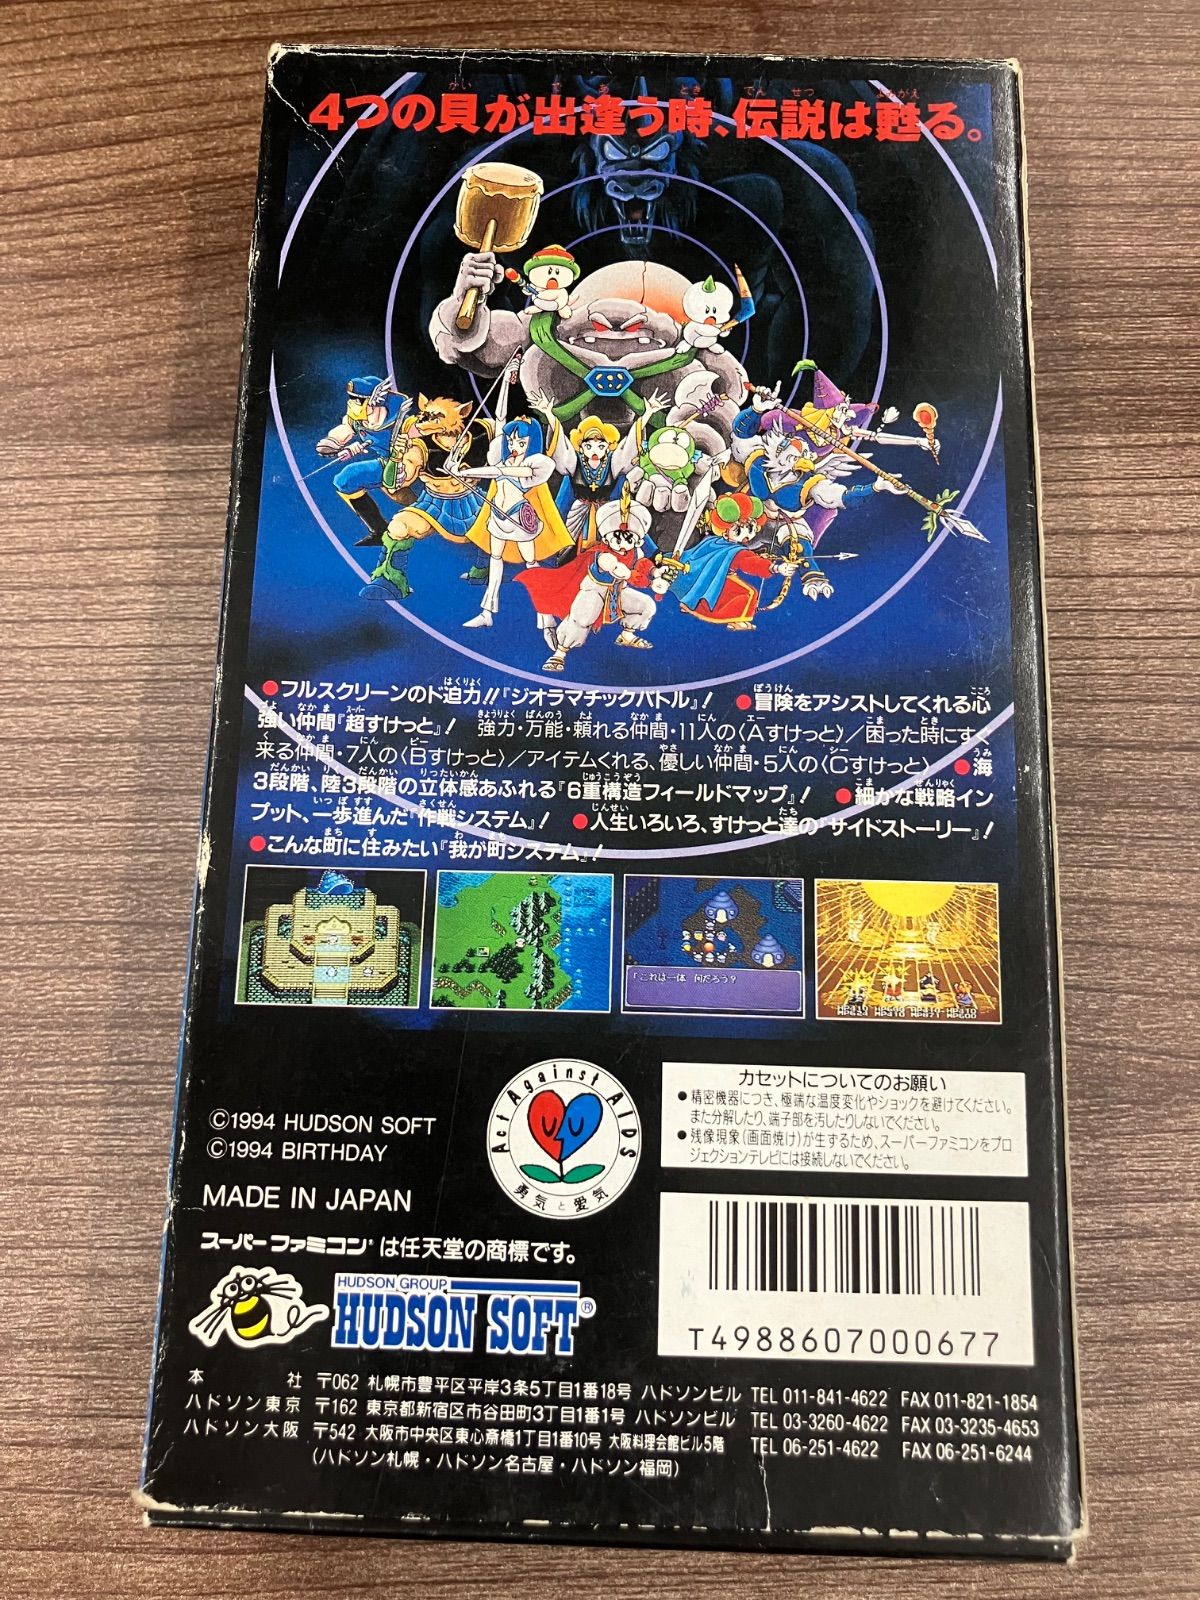 4つの貝が出逢う時、伝説は甦る。
●フルスクリーンのド迫力!!『ジオラマチックバトル』! ●冒険をアシストしてくれる心
強い仲間『超すけっと』! 強力・万能・頼れる仲間・11人の〈Aすけっと〉/困った時にすぐ
来る仲間・7人の〈Bすけっと〉/アイテムくれる、優しい仲間・5人の〈Cすけっと〉 ●海
3段階、陸3段階の立体感あふれる『6重構造フィールドマップ』! ●細かな戦略イン
プット、一歩進んだ『作戦システム』! ●人生いろいろ、すけっと達の『サイドストーリー』!
●こんな町に住みたい『我が町システム』!
「これは一体 何だろう?
©1994 HUDSON SOFT
©1994 BIRTHDAY
MADE IN JAPAN
Act Against AIDS
勇気と愛気
カセットについてのお願い
●精密機器につき、極端な温度変化やショックを避けてください。
また分解したり、端子部を汚したりしないでください。
●残像現象(画面焼け)が生ずるため、スーパーファミコンをプロ
ジェクションテレビには接続しないでください。
スーパーファミコン®は任天堂の商標です。
HUDSON GROUP
HUDSON SOFT®
T4988607000677
本社 〒062 札幌市豊平区平岸3条5丁目1番18号 ハドソンビル TEL 011-841-4622 FAX 011-821-1854
ハドソン東京 〒162 東京都新宿区市谷田町3丁目1番1号 ハドソンビル TEL 03-3260-4622 FAX 03-3235-4653
ハドソン大阪 〒542 大阪市中央区東心斎橋1丁目1番10号 大阪料理会館ビル5階 TEL 06-251-4622 FAX 06-251-6244
(ハドソン札幌・ハドソン名古屋・ハドソン福岡)